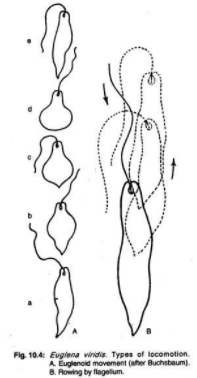 e
d
c
b
a
A
B
Fig. 10.4: Euglena viridis. Types of locomotion.
A. Euglenoid movement (after Buchsbaum).
B. Rowing by flagellum.